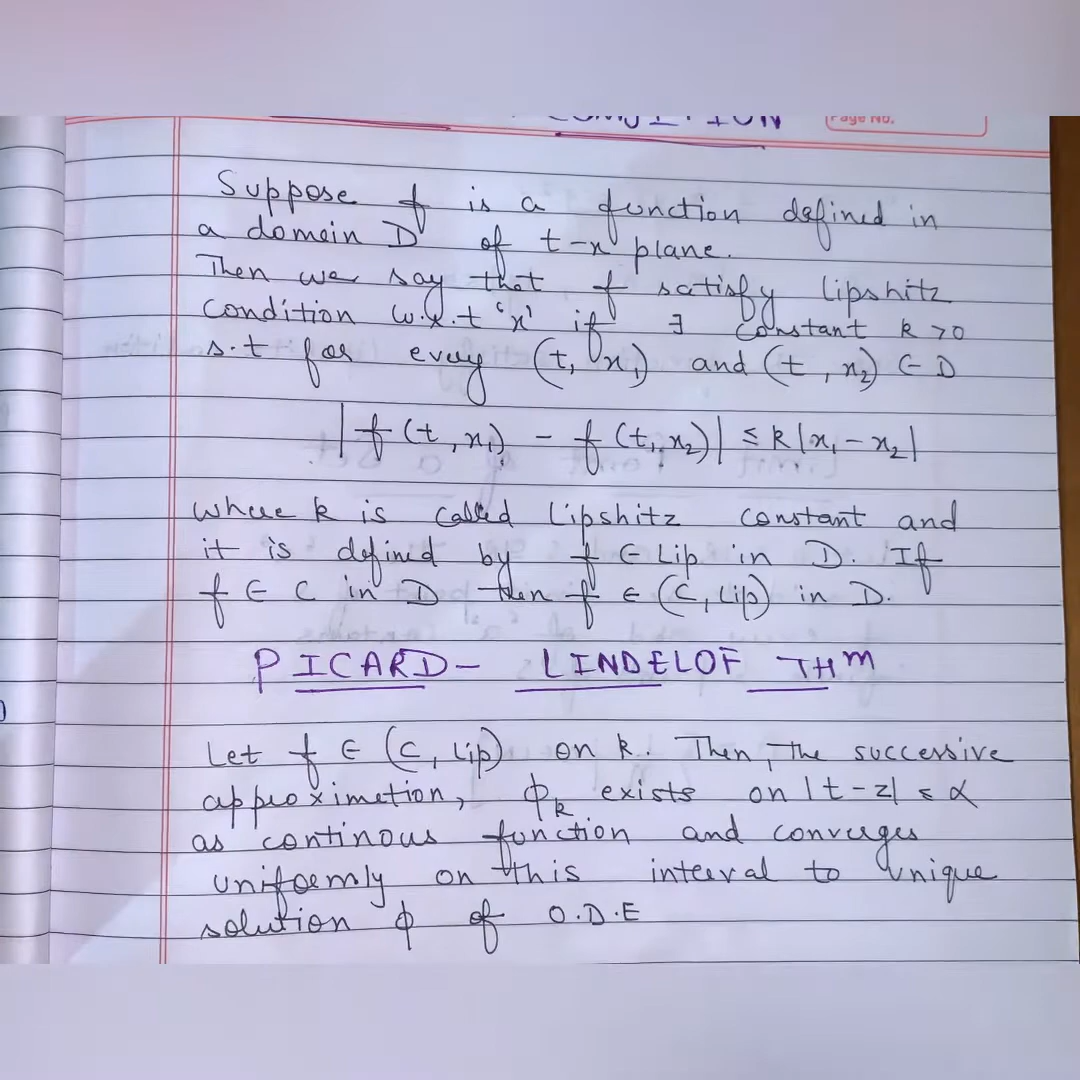 CONDITION
Page No.
Suppose f is a function defined in
a domain D of t-x plane.
Then we say that f satisfy Lipshitz
condition w.r.t 'x' if ∃ constant k > 0
s.t for every (t, x₁) and (t, x₂) ∈ D
|f(t, x₁) - f(t, x₂)| ≤ k|x₁ - x₂|
where k is called Lipshitz constant and
it is defined by f ∈ Lip in D. If
f ∈ C in D then f ∈ (C, Lip) in D.
PICARD- LINDELOF THM
Let f ∈ (C, Lip) on k. Then, the successive
approximation, ϕₖ exists on |t-z| ≤ α
as continous function and converges
uniformly on this interval to unique
solution ϕ of O.D.E